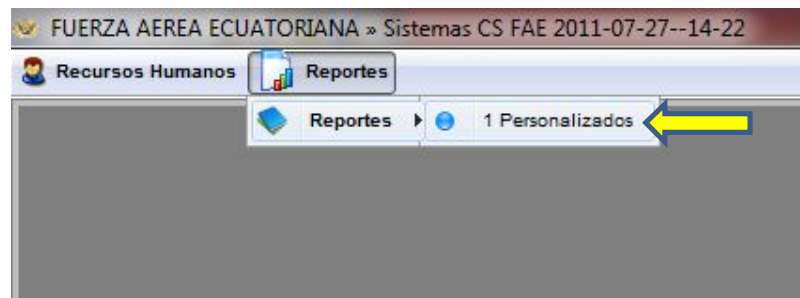 FUERZA AEREA ECUATORIANA » Sistemas CS FAE 2011-07-27--14-22
Recursos Humanos Reportes
Reportes 1 Personalizados